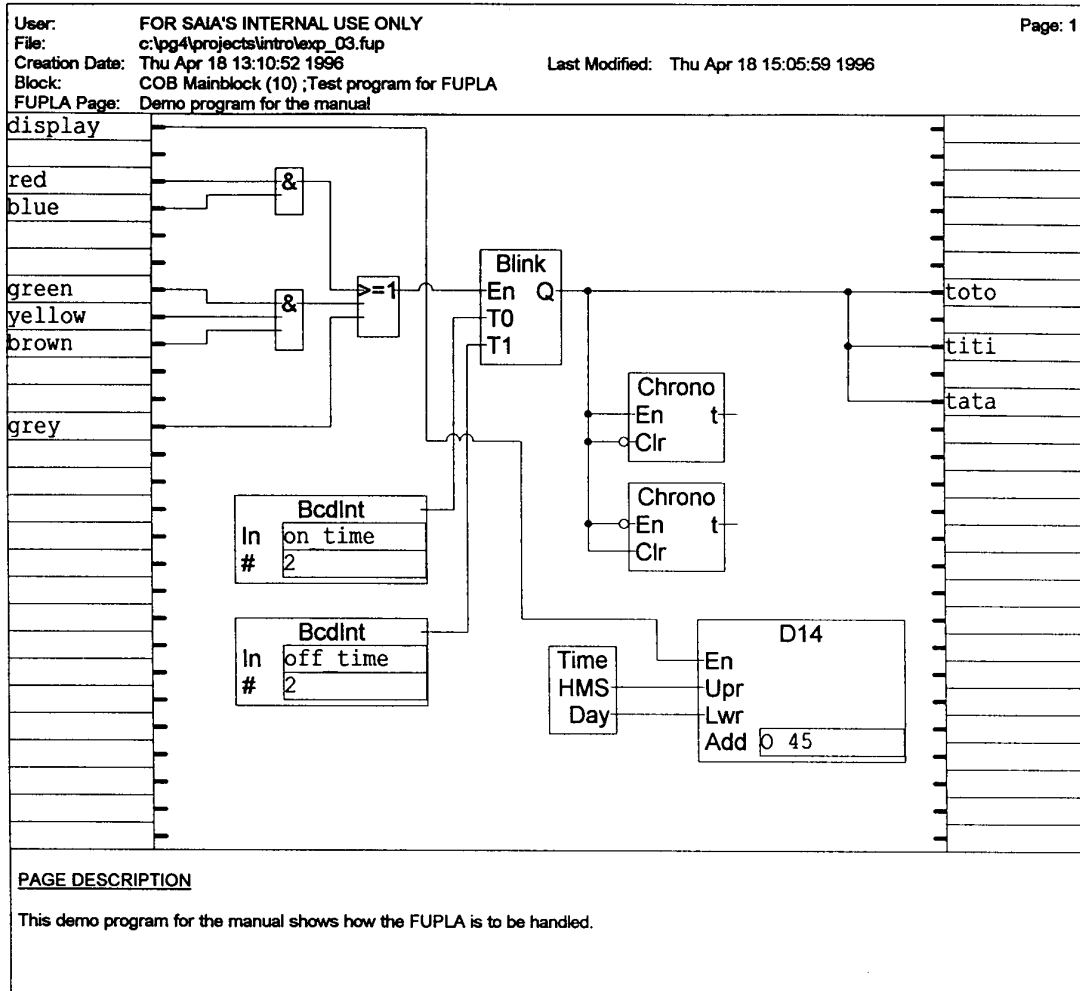 User: FOR SAIA'S INTERNAL USE ONLY Page: 1
File: c:\pg4\projects\intro\exp_03.fup
Creation Date: Thu Apr 18 13:10:52 1996 Last Modified: Thu Apr 18 15:05:59 1996
Block: COB Mainblock (10) ;Test program for FUPLA
FUPLA Page: Demo program for the manual
display
red
&
blue
Blink
green
&
>=1
En Q
toto
yellow
T0
brown
T1
titi
Chrono
tata
grey
En t
Clr
BcdInt
Chrono
In on time
En t
# 2
Clr
BcdInt
D14
In off time
Time
En
# 2
HMS
Upr
Day
Lwr
Add O 45
PAGE DESCRIPTION
This demo program for the manual shows how the FUPLA is to be handled.